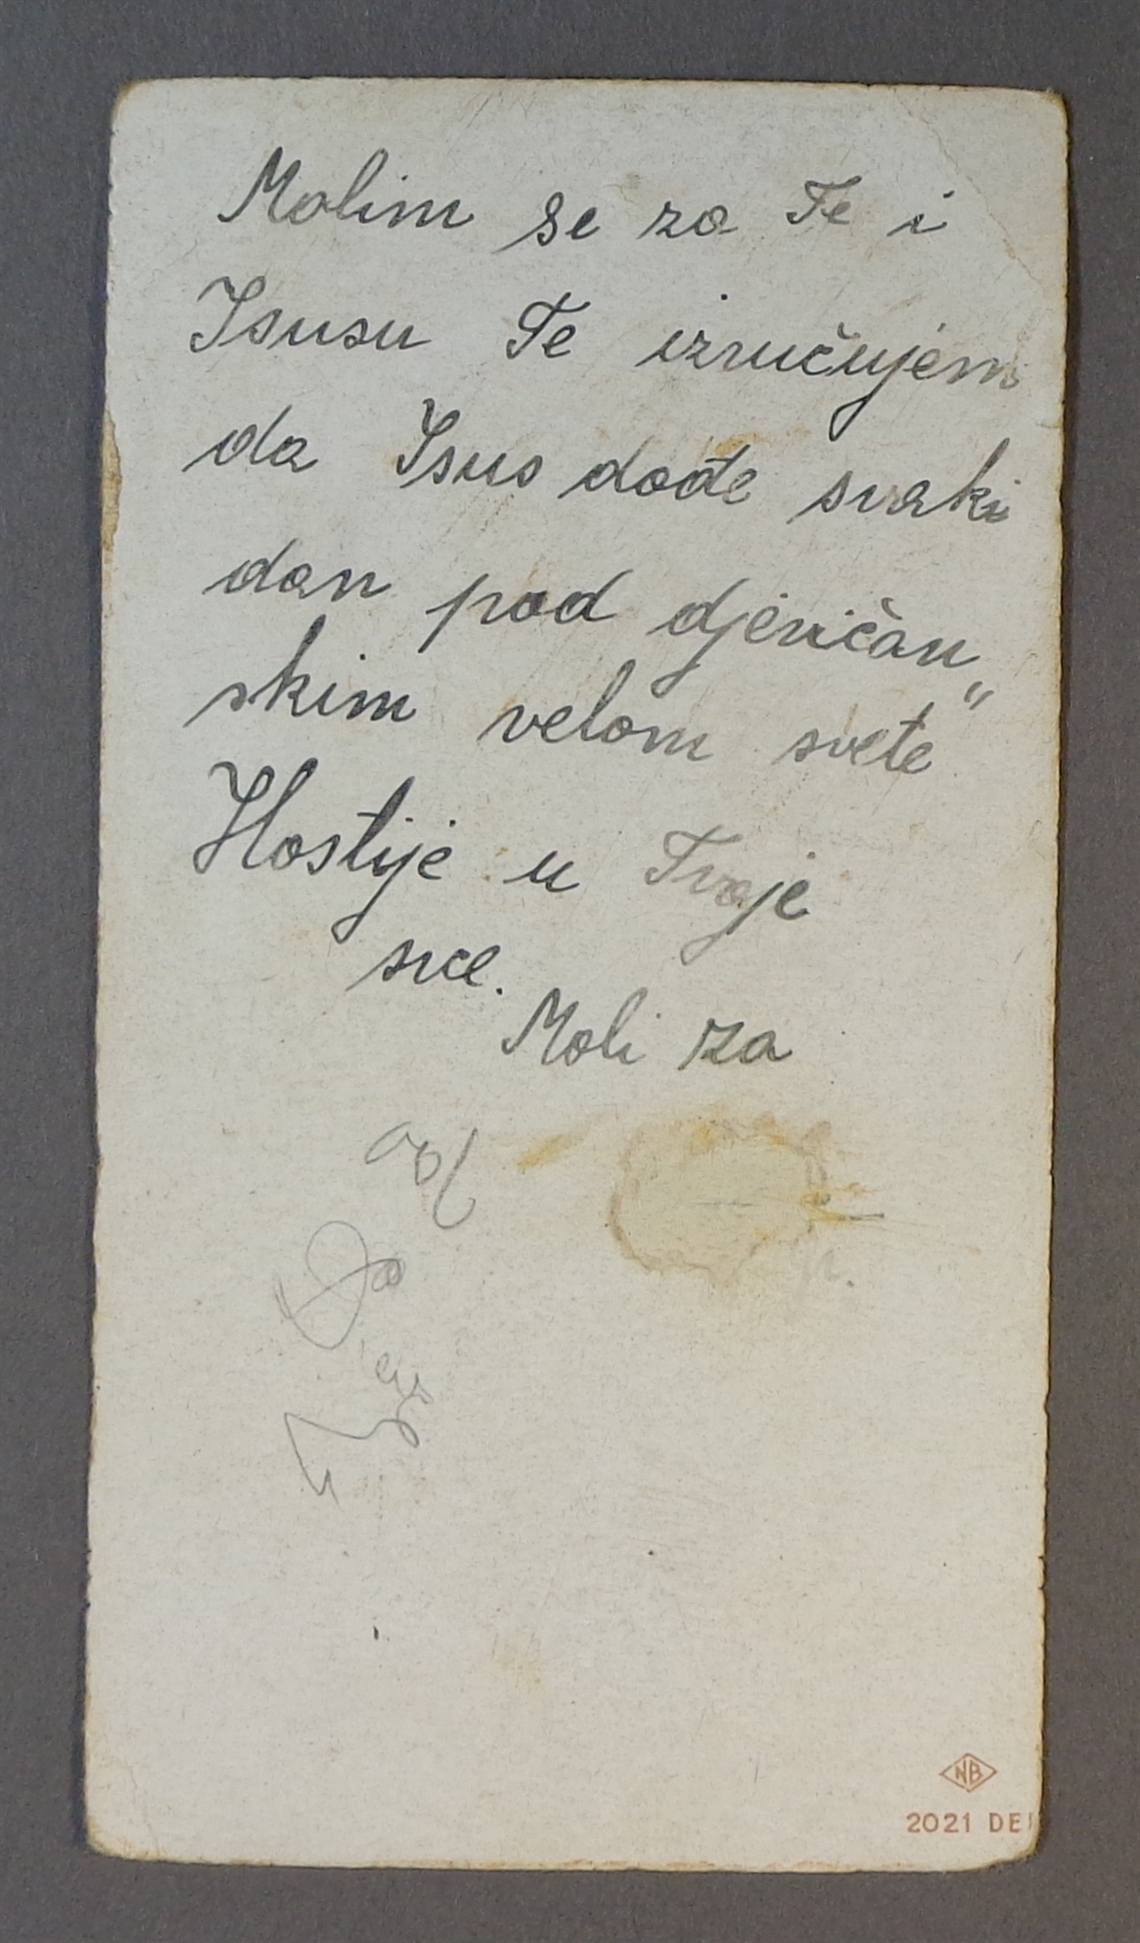 Molim se za Te i
Isusu Te izručujem
da Isus dođe svaki
dan pod djevičan„
skim velom svete
Hostije u Tvoje
srce.
Moli za
NB
2021 DE